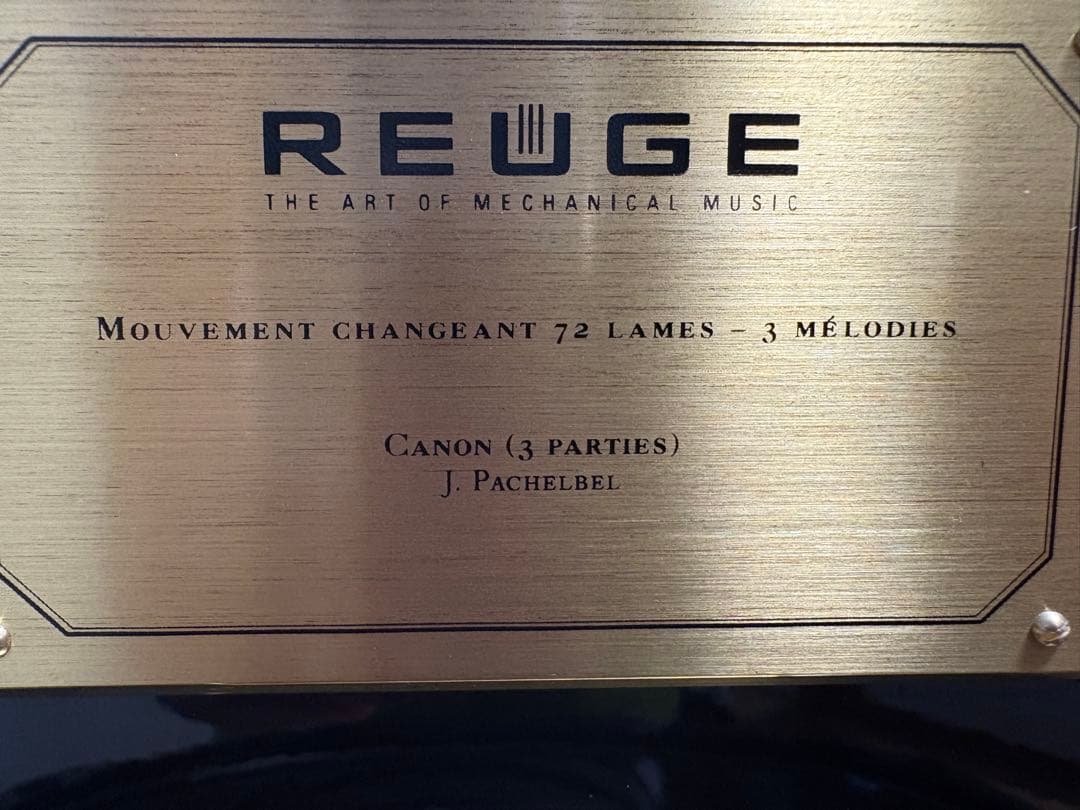 REUGE
THE ART OF MECHANICAL MUSIC
MOUVEMENT CHANGEANT 72 LAMES – 3 MÉLODIES
CANON (3 PARTIES)
J. PACHELBEL